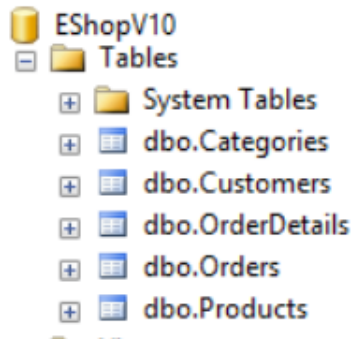 EShopV10
Tables
System Tables
dbo.Categories
dbo.Customers
dbo.OrderDetails
dbo.Orders
dbo.Products